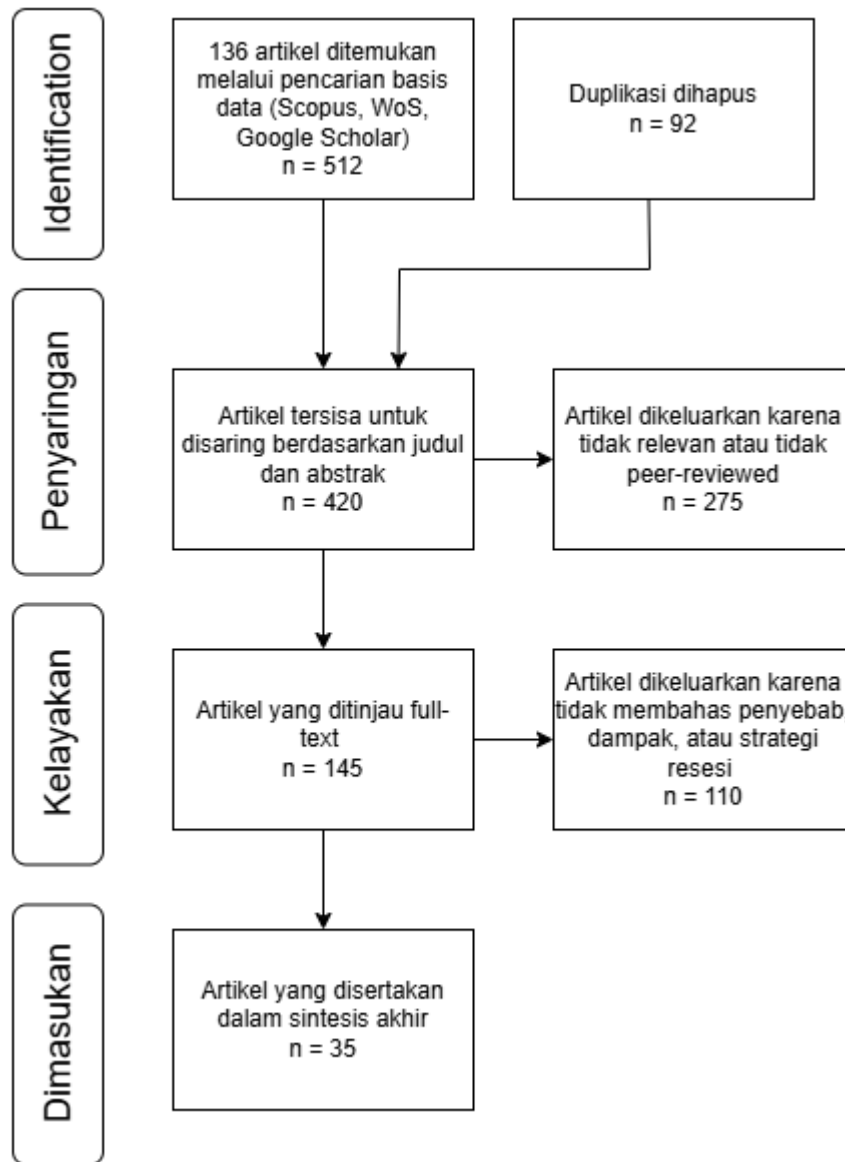 Identification
136 artikel ditemukan
melalui pencarian basis
data (Scopus, WoS,
Google Scholar)
n = 512
Duplikasi dihapus
n = 92
Penyaringan
Artikel tersisa untuk
disaring berdasarkan judul
dan abstrak
n = 420
Artikel dikeluarkan karena
tidak relevan atau tidak
peer-reviewed
n = 275
Kelayakan
Artikel yang ditinjau full-
text
n = 145
Artikel dikeluarkan karena
tidak membahas penyebab,
dampak, atau strategi
resesi
n = 110
Dimasukan
Artikel yang disertakan
dalam sintesis akhir
n = 35